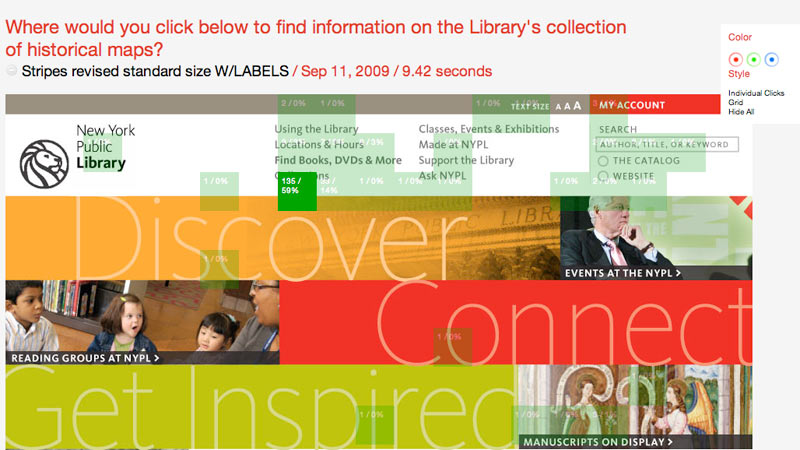 Where would you click below to find information on the Library's collection
of historical maps?
Stripes revised standard size W/LABELS / Sep 11, 2009 / 9.42 seconds
Color
Style
Individual Clicks
Grid
Hide All
2 / 0% 1 / 0% 1 / 0% 1 / 0%
TEXT SIZE A A A
MY ACCOUNT
New York
Public
Library
Using the Library
Locations & Hours
Find Books, DVDs & More
Classes, Events & Exhibitions
Made at NYPL
Support the Library
Ask NYPL
SEARCH
AUTHOR, TITLE, OR KEYWORD
THE CATALOG
WEBSITE
1 / 0% 135 / 59% 14% 1 / 0% 1 / 0% 1 / 0% 1 / 0% 2 / 0% 1 / 0%
Discover
1 / 0%
EVENTS AT THE NYPL >
READING GROUPS AT NYPL >
Connect
1 / 0%
Get Inspired
1 / 0% 1 / 0%
MANUSCRIPTS ON DISPLAY >